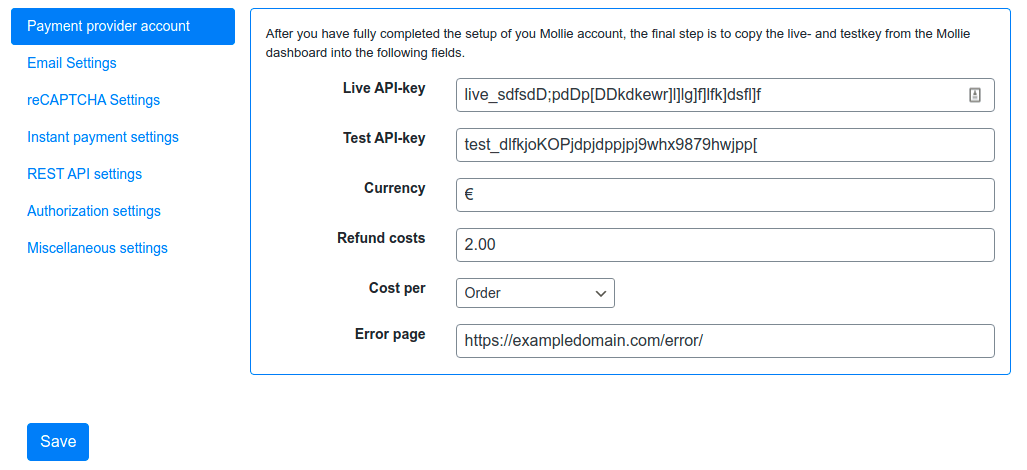 Payment provider account
Email Settings
reCAPTCHA Settings
Instant payment settings
REST API settings
Authorization settings
Miscellaneous settings
After you have fully completed the setup of you Mollie account, the final step is to copy the live- and testkey from the Mollie
dashboard into the following fields.
Live API-key
live_sdfsdD;pdDp[DDkdkewr]l]lg]f]lfk]dsfl]f
Test API-key
test_dlfkjoKOPjdpjdppjpj9whx9879hwjpp[
Currency
€
Refund costs
2.00
Cost per
Order
Error page
https://exampledomain.com/error/
Save